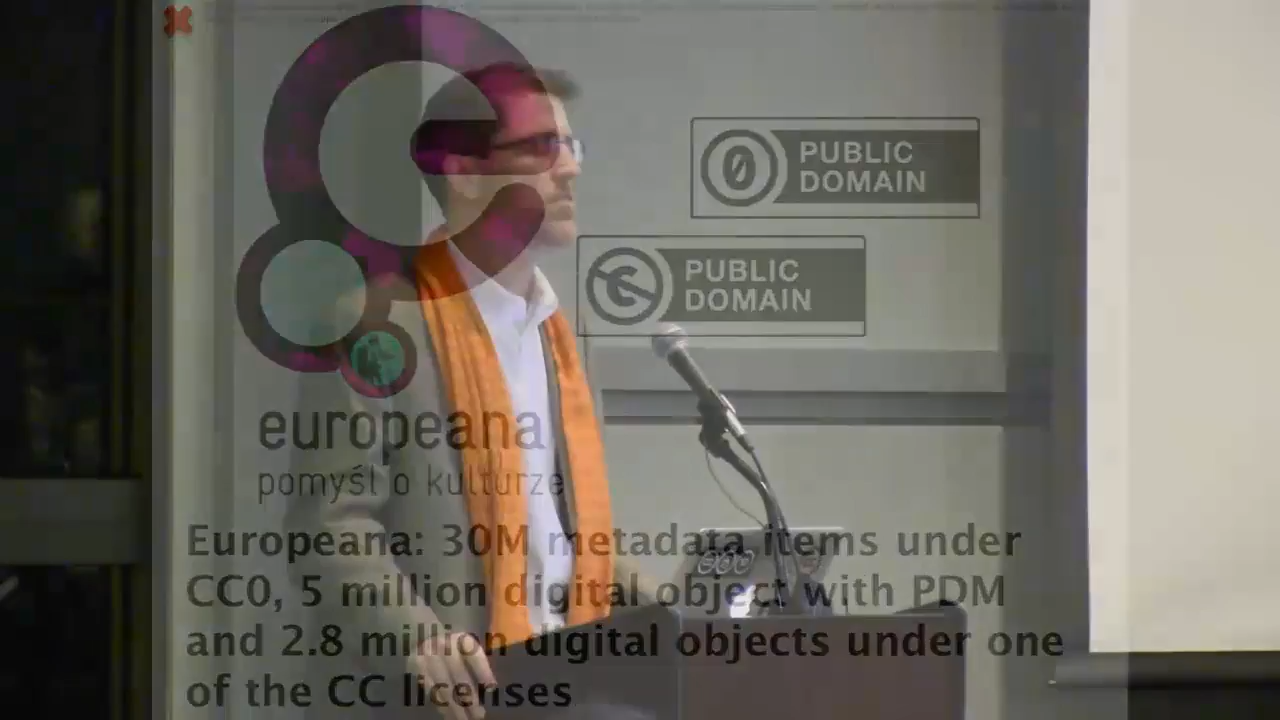 PUBLIC
DOMAIN
PUBLIC
DOMAIN
europeana
pomyśl o kulturze
Europeana: 30M metadata items under
CC0, 5 million digital object with PDM
and 2.8 million digital objects under one
of the CC licenses